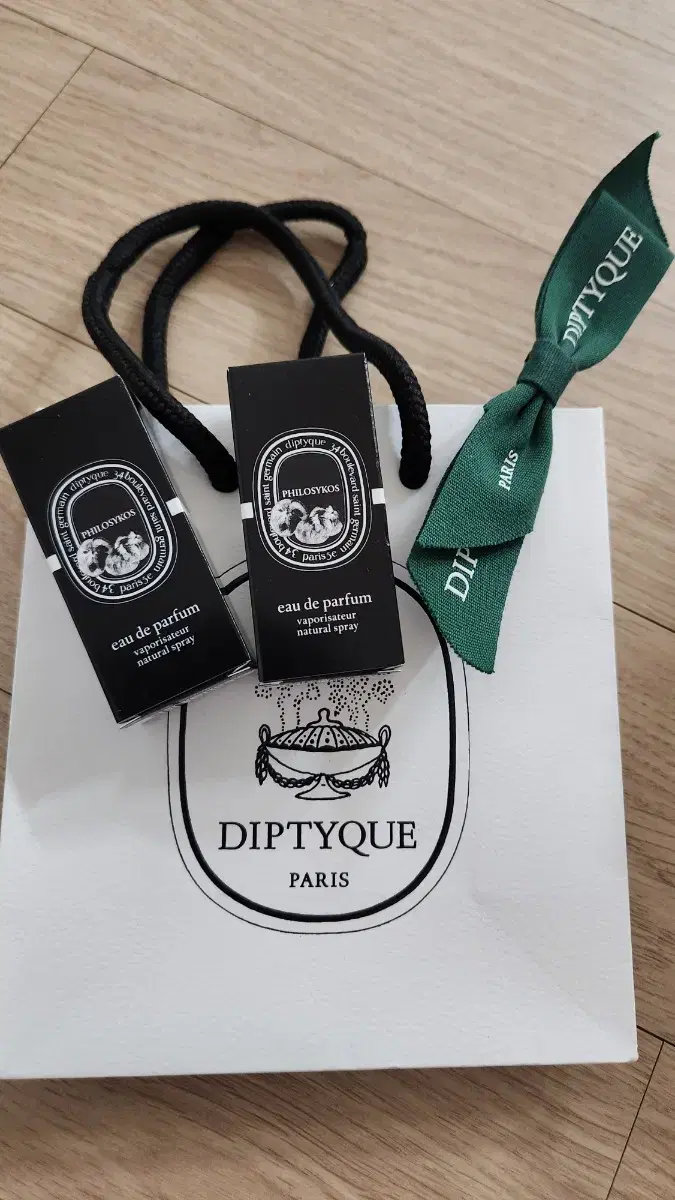 DIPTYQUE
PARIS
DIP
34 boulevard saint germain diptyque
paris 5e
PHILOSYKOS
eau de parfum
vaporisateur
natural spray
34 boulevard saint germain diptyque
paris 5e
PHILOSYKOS
eau de parfum
vaporisateur
natural spray
DIPTYQUE
PARIS